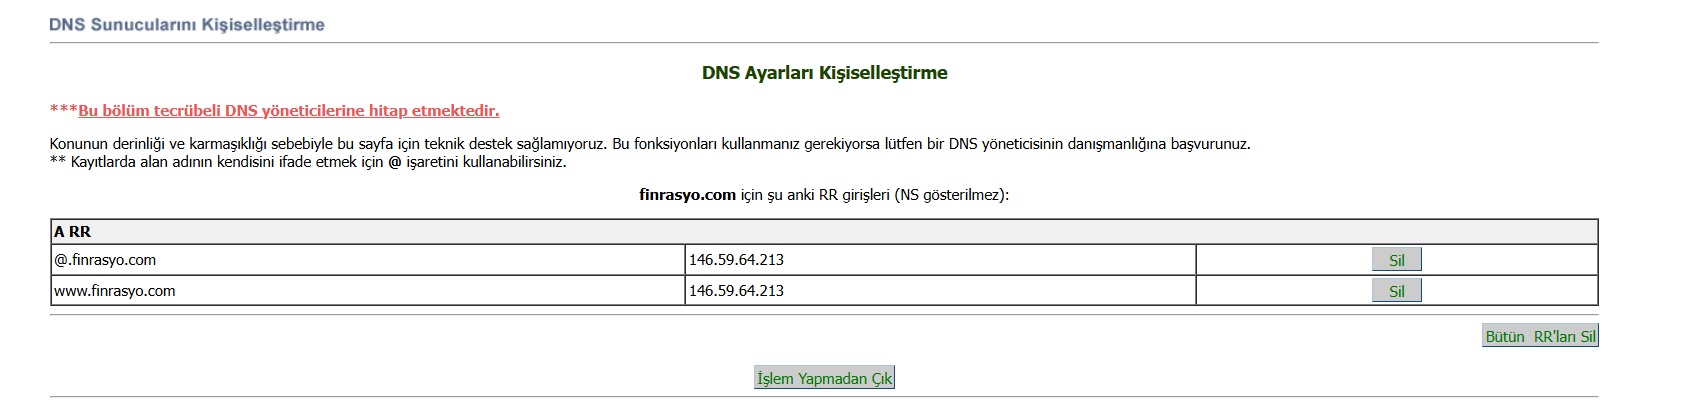 DNS Sunucularını Kişiselleştirme
DNS Ayarları Kişiselleştirme
***Bu bölüm tecrübeli DNS yöneticilerine hitap etmektedir.
Konunun derinliği ve karmaşıklığı sebebiyle bu sayfa için teknik destek sağlamıyoruz. Bu fonksiyonları kullanmanız gerekiyorsa lütfen bir DNS yöneticisinin danışmanlığına başvurunuz.
** Kayıtlarda alan adının kendisini ifade etmek için @ işaretini kullanabilirsiniz.
finrasyo.com için şu anki RR girişleri (NS gösterilmez):
A RR
@.finrasyo.com 146.59.64.213 Sil
www.finrasyo.com 146.59.64.213 Sil
Bütün RR'ları Sil
İşlem Yapmadan Çık